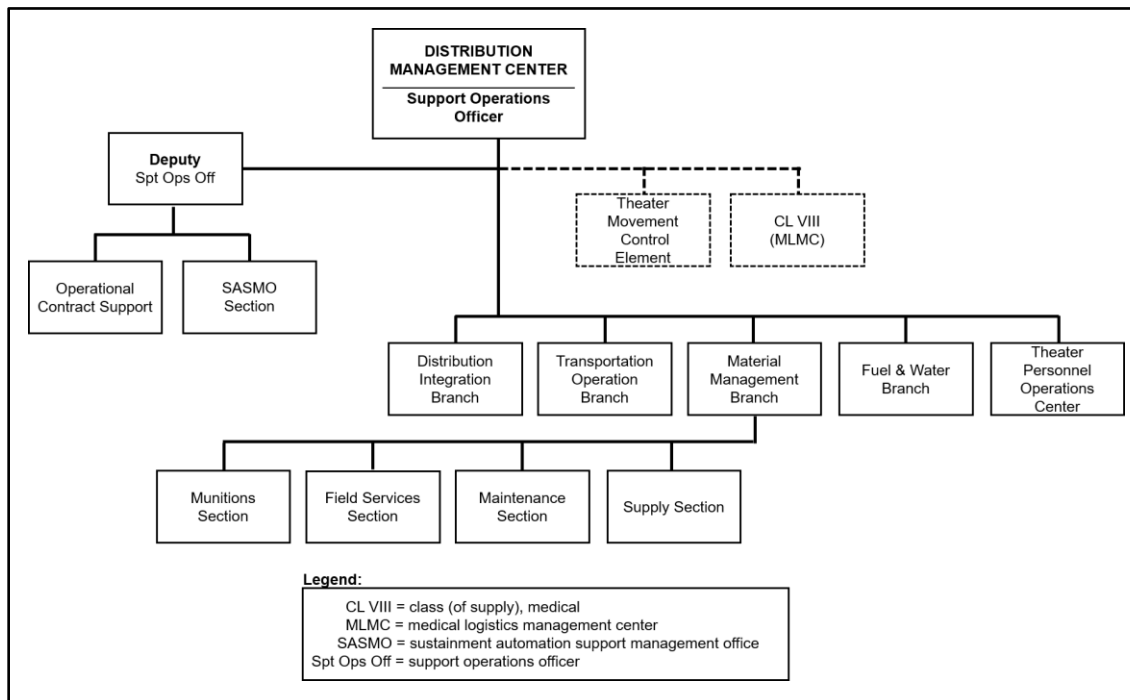 DISTRIBUTION
MANAGEMENT CENTER
Support Operations
Officer
Deputy
Spt Ops Off
Theater
Movement
Control
Element
CL VIII
(MLMC)
Operational
Contract Support
SASMO
Section
Distribution
Integration
Branch
Transportation
Operation
Branch
Material
Management
Branch
Fuel & Water
Branch
Theater
Personnel
Operations
Center
Munitions
Section
Field Services
Section
Maintenance
Section
Supply Section
Legend:
CL VIII = class (of supply), medical
MLMC = medical logistics management center
SASMO = sustainment automation support management office
Spt Ops Off = support operations officer